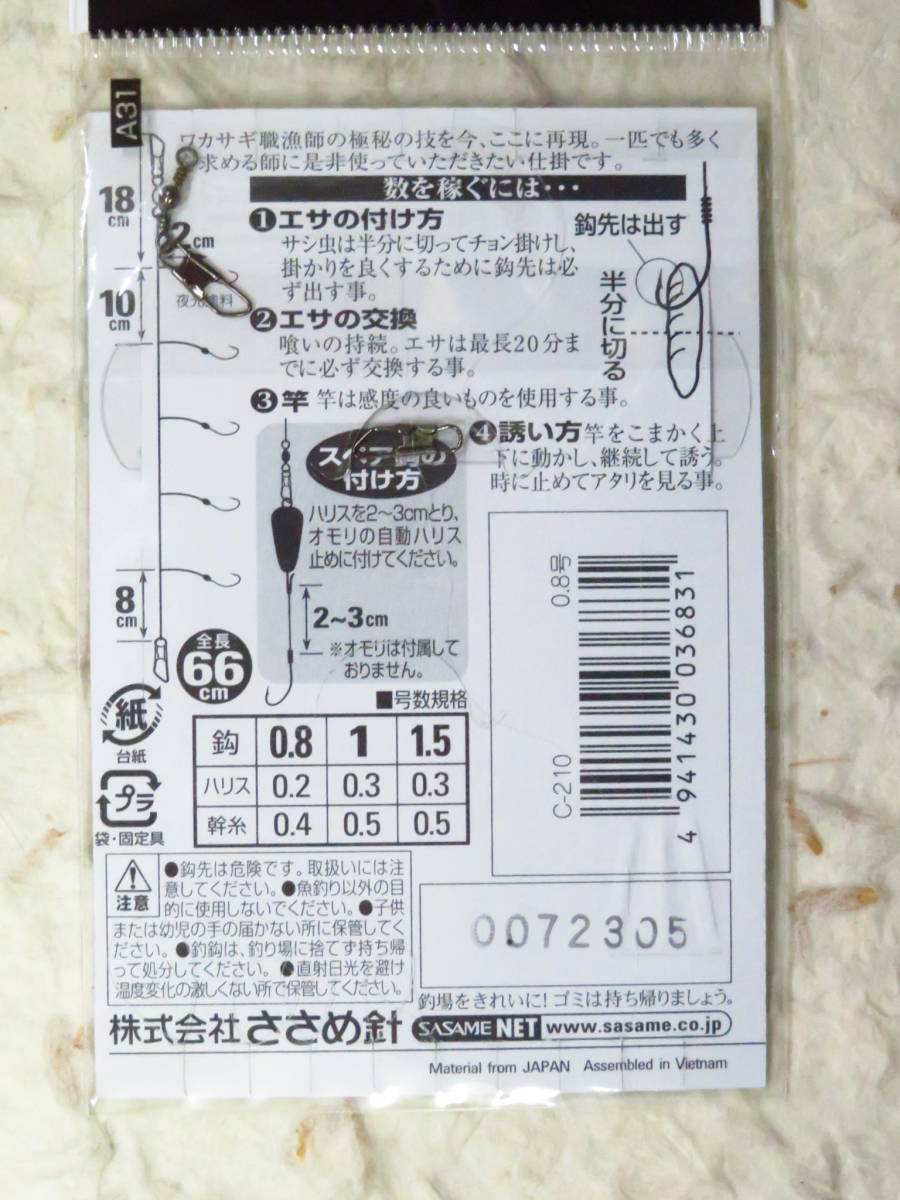 A31
ワカサギ職漁師の極秘の技を今、ここに再現。一匹でも多く
求める師に是非使っていただきたい仕掛です。
数を稼ぐには・・・
18cm
2cm
10cm
夜光塗料
8cm
全長
66
cm
❶エサの付け方
サシ虫は半分に切ってチョン掛けし、
掛かりを良くするために鈎先は必
ず出す事。
鈎先は出す
半分に切る
❷エサの交換
喰いの持続。エサは最長20分ま
でに必ず交換する事。
❸竿 竿は感度の良いものを使用する事。
❹誘い方 竿をこまかく上
下に動かし、継続して誘う。
時に止めてアタリを見る事。
スペア鈎の
付け方
ハリスを2〜3cmとり、
オモリの自動ハリス
止めに付けてください。
2〜3cm
※オモリは付属して
おりません。
■号数規格
鈎 0.8 1 1.5
ハリス 0.2 0.3 0.3
幹糸 0.4 0.5 0.5
紙
台紙
プラ
袋・固定具
0.8号
C-210
4 941430 036831
注意
●鈎先は危険です。取扱いには注
意してください。●魚釣り以外の目
的に使用しないでください。●子供
または幼児の手の届かない所に保管してく
ださい。●釣鈎は、釣り場に捨てず持ち帰
って処分してください。●直射日光を避け
温度変化の激しくない所で保管してください。
0072305
釣場をきれいに!ゴミは持ち帰りましょう。
株式会社 ささめ針 SASAME NET www.sasame.co.jp
Material from JAPAN Assembled in Vietnam